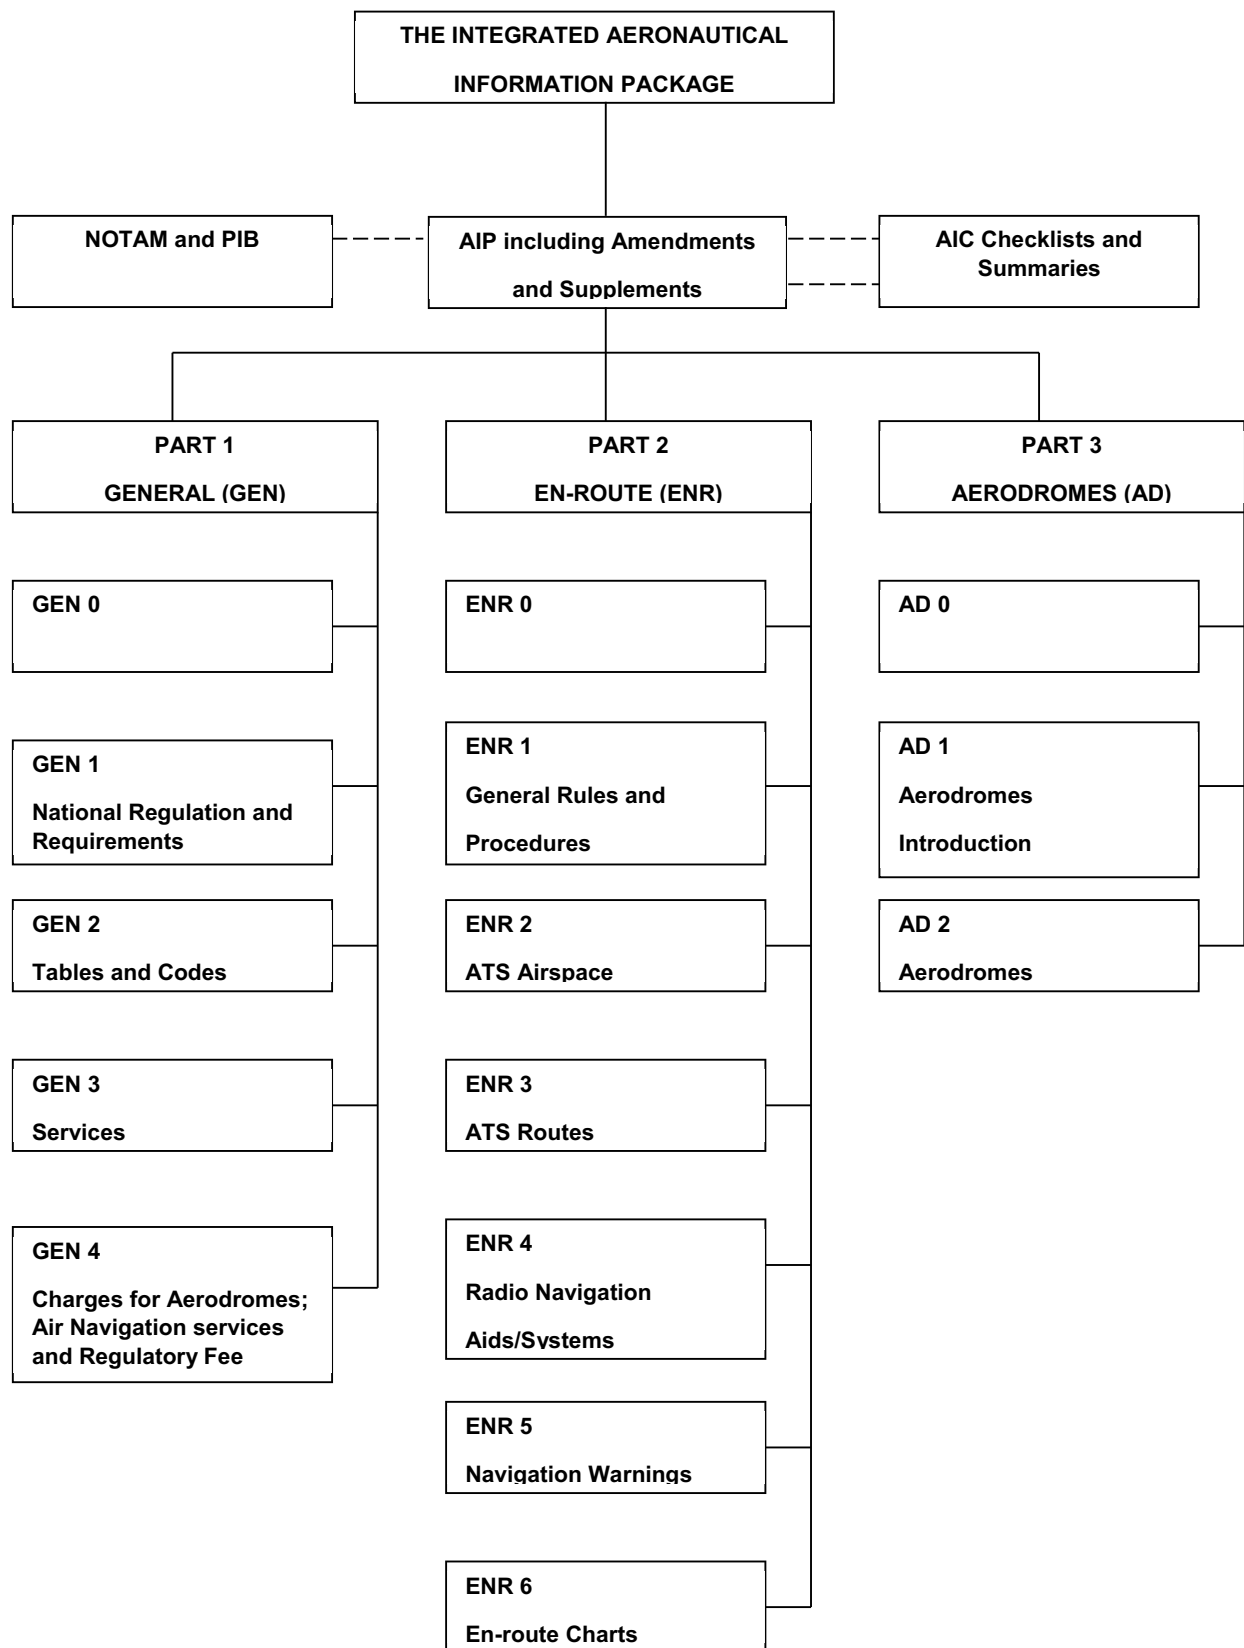 THE INTEGRATED AERONAUTICAL
INFORMATION PACKAGE
NOTAM and PIB
AIP including Amendments
and Supplements
AIC Checklists and
Summaries
PART 1
GENERAL (GEN)
PART 2
EN-ROUTE (ENR)
PART 3
AERODROMES (AD)
GEN 0
GEN 1
National Regulation and
Requirements
GEN 2
Tables and Codes
GEN 3
Services
GEN 4
Charges for Aerodromes;
Air Navigation services
and Regulatory Fee
ENR 0
ENR 1
General Rules and
Procedures
ENR 2
ATS Airspace
ENR 3
ATS Routes
ENR 4
Radio Navigation
Aids/Systems
ENR 5
Navigation Warnings
ENR 6
En-route Charts
AD 0
AD 1
Aerodromes
Introduction
AD 2
Aerodromes